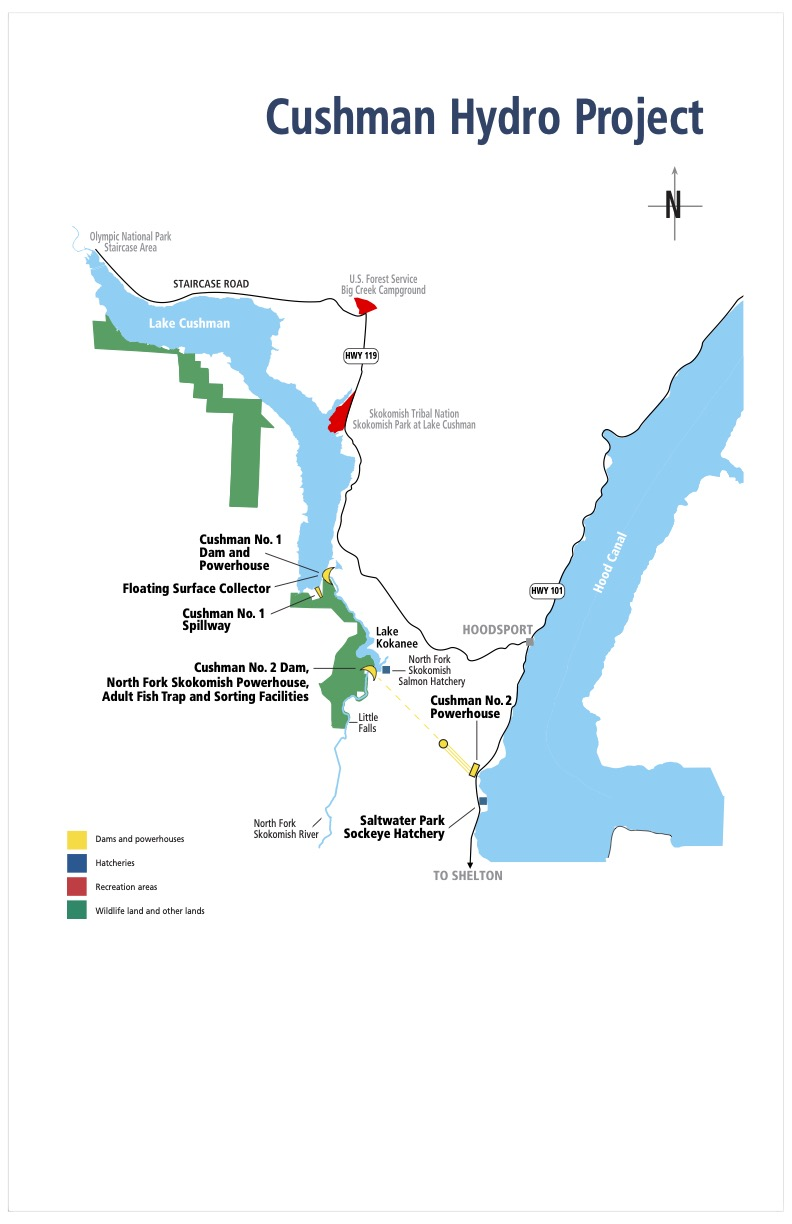 Cushman Hydro Project
N
Olympic National Park
Staircase Area
STAIRCASE ROAD
U.S. Forest Service
Big Creek Campground
Lake Cushman
HWY 119
Skokomish Tribal Nation
Skokomish Park at Lake Cushman
Cushman No. 1
Dam and
Powerhouse
Floating Surface Collector
Cushman No. 1
Spillway
Hood Canal
HWY 101
HOODSPORT
Lake
Kokanee
North Fork
Skokomish
Salmon Hatchery
Cushman No. 2 Dam,
North Fork Skokomish Powerhouse,
Adult Fish Trap and Sorting Facilities
Cushman No. 2
Powerhouse
Little
Falls
North Fork
Skokomish River
Saltwater Park
Sockeye Hatchery
TO SHELTON
Dams and powerhouses
Hatcheries
Recreation areas
Wildlife land and other lands